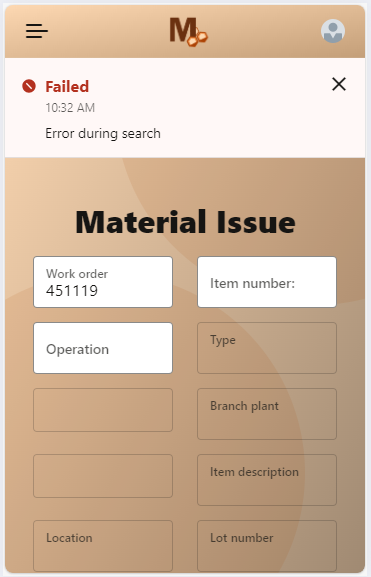 M
Failed
10:32 AM
Error during search
Material Issue
Work order
451119
Item number:
Operation
Type
Branch plant
Item description
Location
Lot number